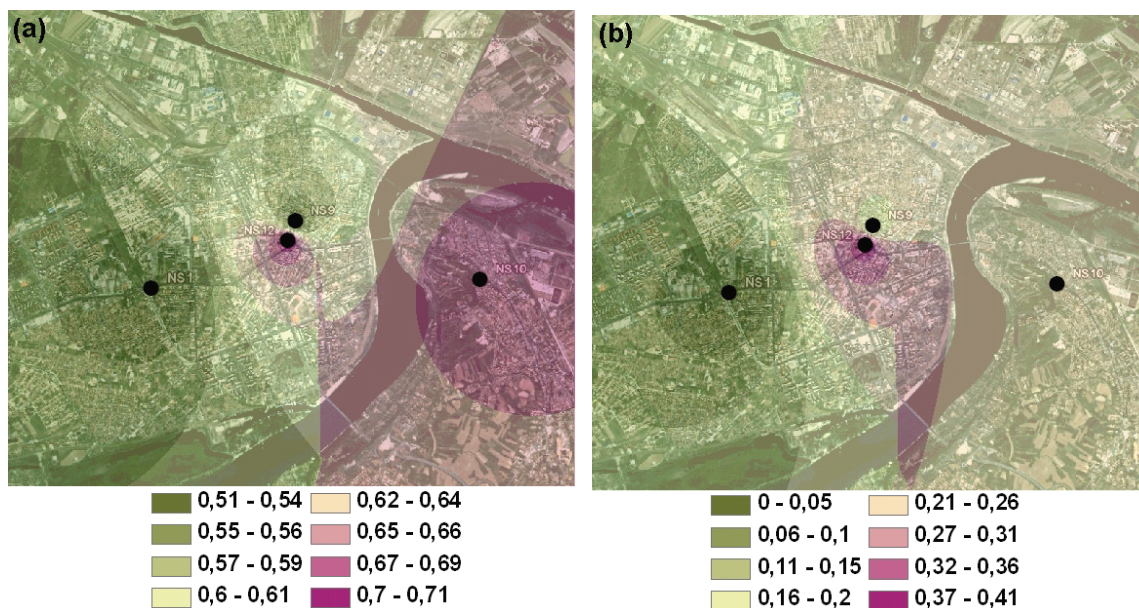 (a)
NS9
NS12
NS1
NS10
0,51 - 0,54
0,55 - 0,56
0,57 - 0,59
0,6 - 0,61
0,62 - 0,64
0,65 - 0,66
0,67 - 0,69
0,7 - 0,71
(b)
NS9
NS12
NS1
NS10
0 - 0,05
0,06 - 0,1
0,11 - 0,15
0,16 - 0,2
0,21 - 0,26
0,27 - 0,31
0,32 - 0,36
0,37 - 0,41